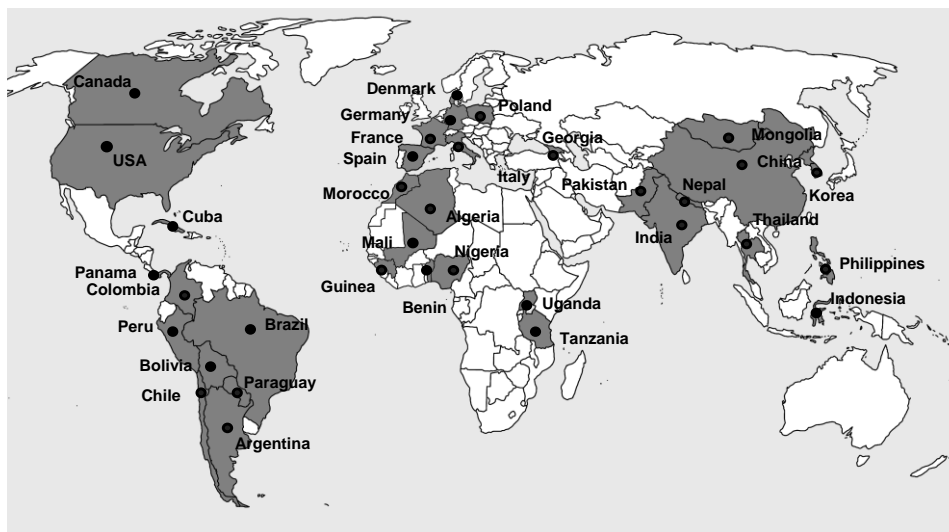 Canada
USA
Cuba
Panama
Colombia
Peru
Brazil
Bolivia
Chile
Paraguay
Argentina
Denmark
Germany
Poland
France
Spain
Italy
Georgia
Morocco
Algeria
Mali
Nigeria
Guinea
Benin
Uganda
Tanzania
Pakistan
Nepal
India
Mongolia
China
Korea
Thailand
Philippines
Indonesia